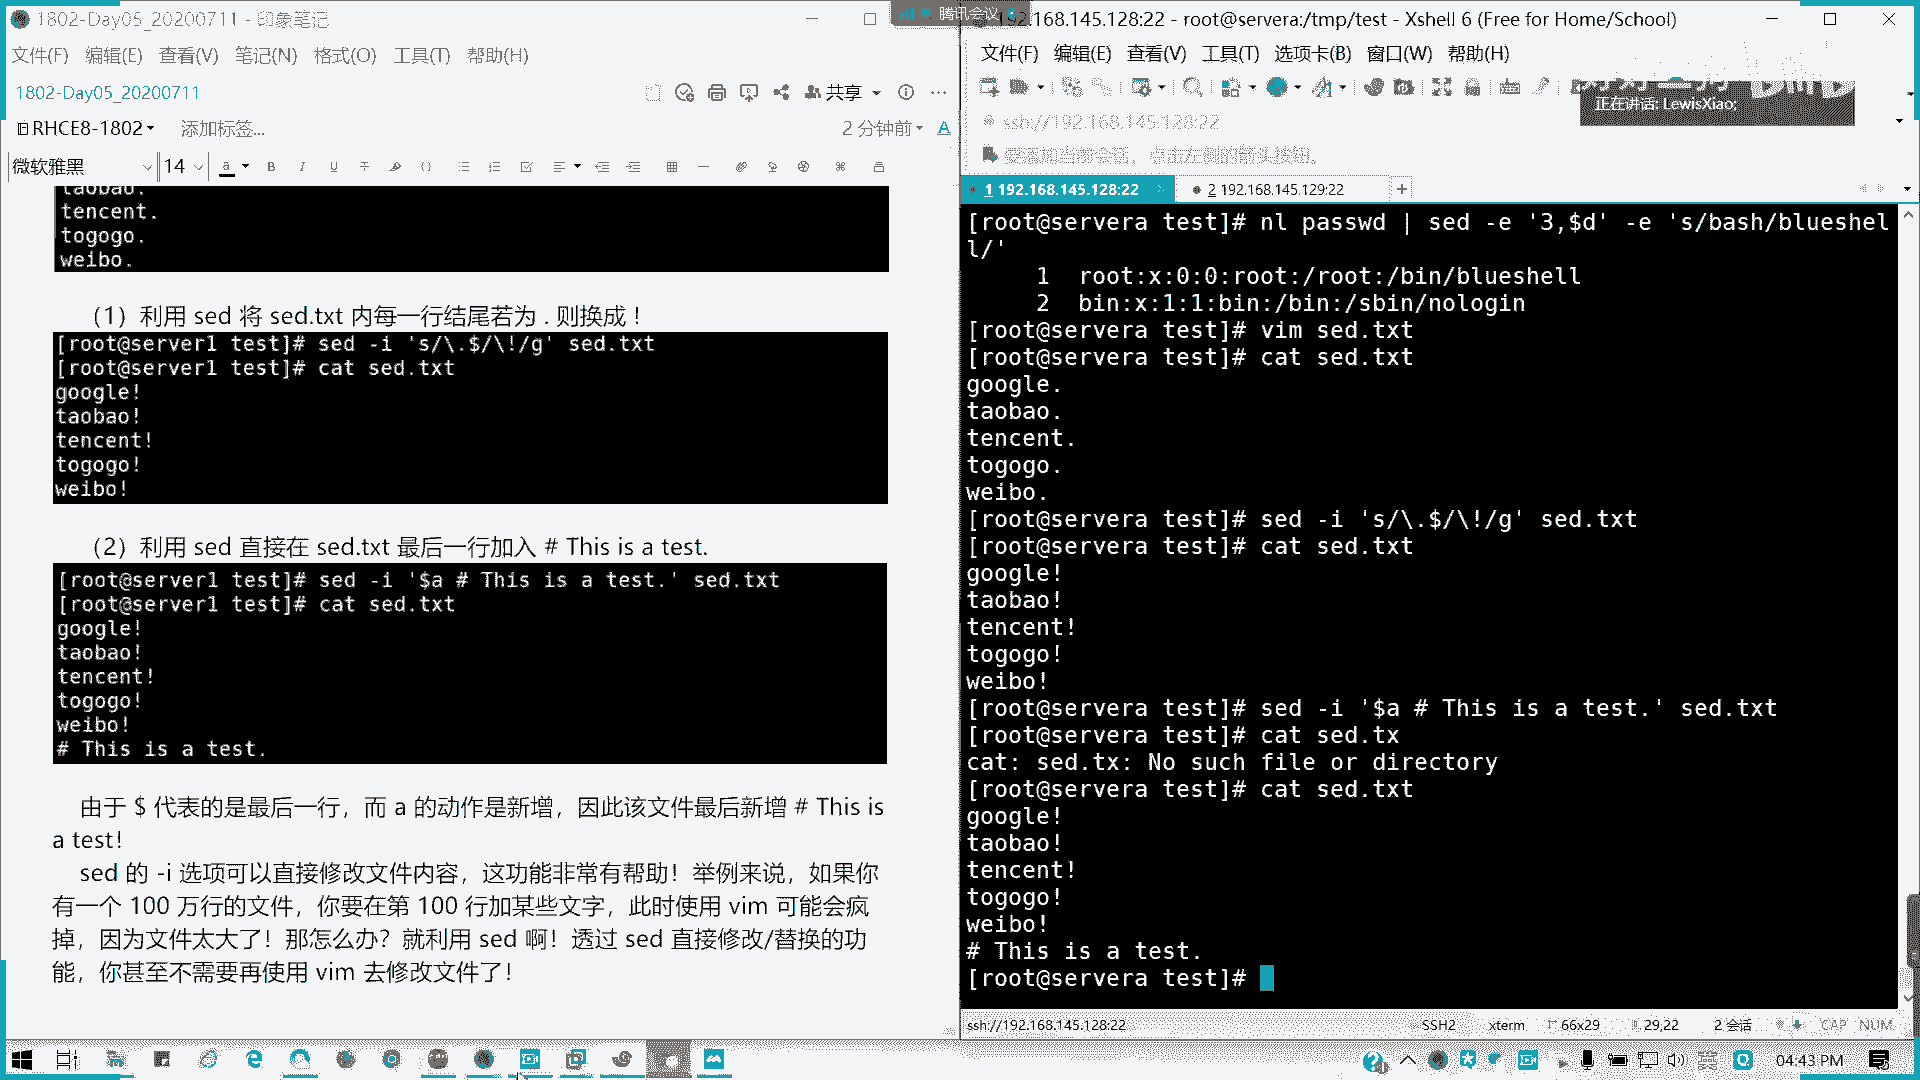 1802-Day05_20200711 - 印象笔记
文件(F) 编辑(E) 查看(V) 笔记(N) 格式(O) 工具(T) 帮助(H)
1802-Day05_20200711
共享
RHCE8-1802
添加标签...
2 分钟前
微软雅黑 14
taobao.
tencent.
togogo.
weibo.
（1）利用 sed 将 sed.txt 内每一行结尾若为 . 则换成！
[root@server1 test]# sed -i 's/\.$/\!/g' sed.txt
[root@server1 test]# cat sed.txt
google!
taobao!
tencent!
togogo!
weibo!
（2）利用 sed 直接在 sed.txt 最后一行加入 # This is a test.
[root@server1 test]# sed -i '$a # This is a test.' sed.txt
[root@server1 test]# cat sed.txt
google!
taobao!
tencent!
togogo!
weibo!
# This is a test.
由于 $ 代表的是最后一行，而 a 的动作是新增，因此该文件最后新增 # This is
a test！
sed 的 -i 选项可以直接修改文件内容，这功能非常有帮助！举例来说，如果你
有一个 100 万行的文件，你要在第 100 行加某些文字，此时使用 vim 可能会疯
掉，因为文件太大了！那怎么办？就利用 sed 啊！透过 sed 直接修改/替换的功
能，你甚至不需要再使用 vim 去修改文件了！
腾讯会议
192.168.145.128:22 - root@servera:/tmp/test - Xshell 6 (Free for Home/School)
文件(F) 编辑(E) 查看(V) 工具(T) 选项卡(B) 窗口(W) 帮助(H)
正在讲话: LewisXiao;
ssh://192.168.145.128:22
要添加当前会话，点击左侧的箭头按钮。
1 192.168.145.128:22
2 192.168.145.129:22
[root@servera test]# nl passwd | sed -e '3,$d' -e 's/bash/blueshel
l/'
1 root:x:0:0:root:/root:/bin/blueshell
2 bin:x:1:1:bin:/bin:/sbin/nologin
[root@servera test]# vim sed.txt
[root@servera test]# cat sed.txt
google.
taobao.
tencent.
togogo.
weibo.
[root@servera test]# sed -i 's/\.$/\!/g' sed.txt
[root@servera test]# cat sed.txt
google!
taobao!
tencent!
togogo!
weibo!
[root@servera test]# sed -i '$a # This is a test.' sed.txt
[root@servera test]# cat sed.tx
cat: sed.tx: No such file or directory
[root@servera test]# cat sed.txt
google!
taobao!
tencent!
togogo!
weibo!
# This is a test.
[root@servera test]#
ssh://192.168.145.128:22 SSH2 xterm 66x29 29,22 2 会话 CAP NUM
英 04:43 PM